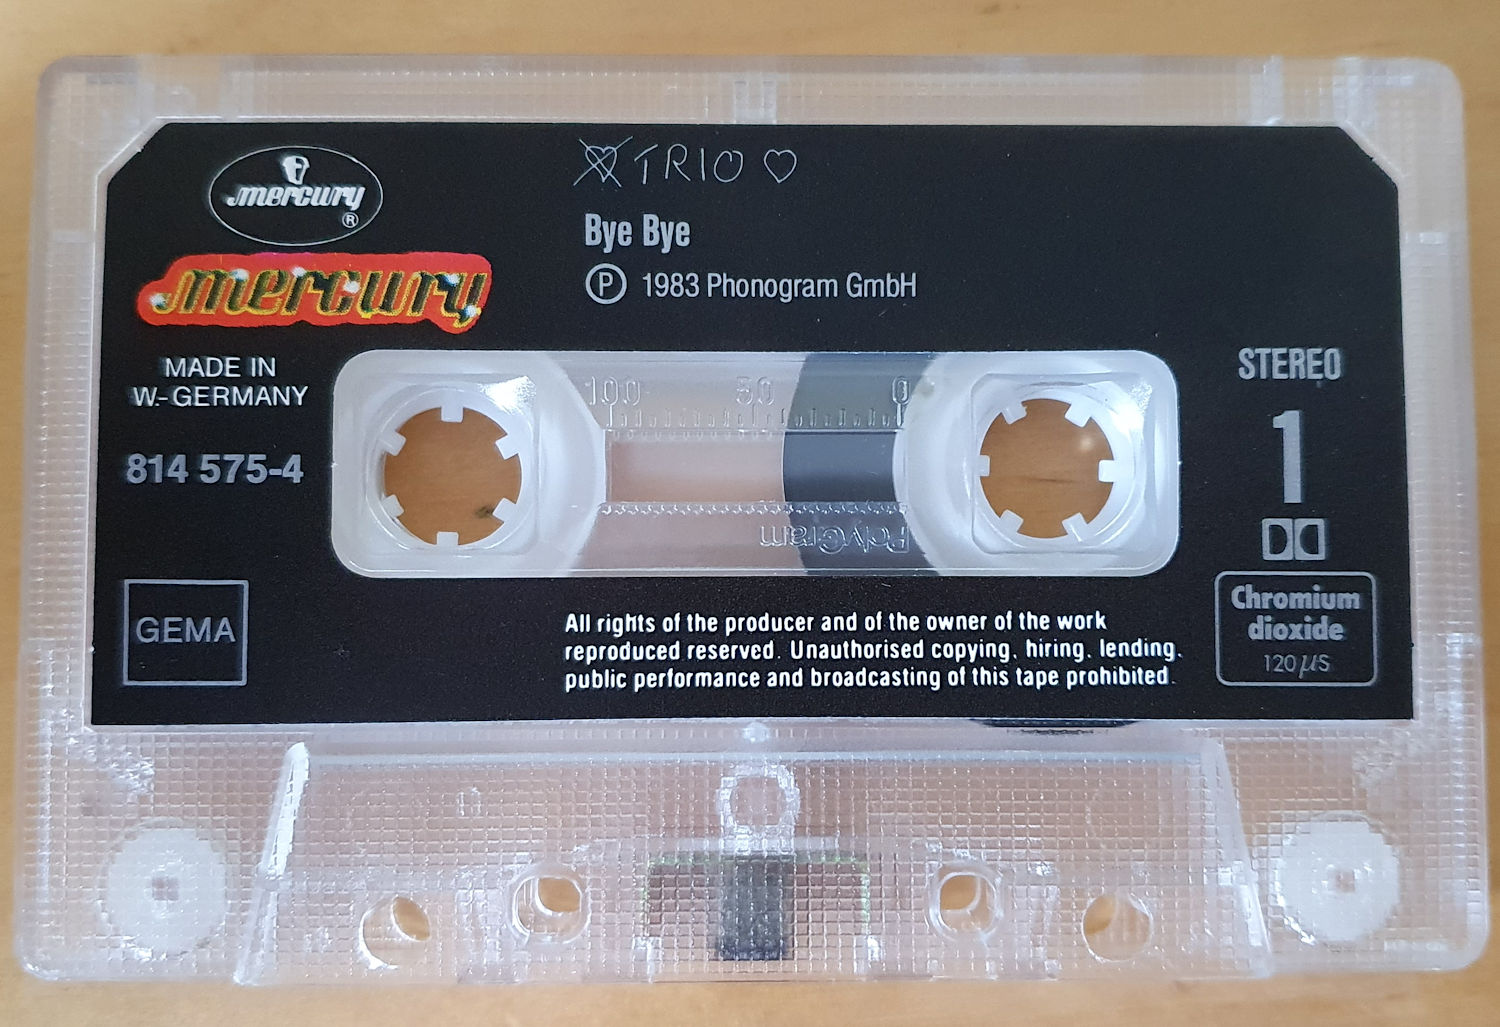 mercury
®
mercury
MADE IN
W.-GERMANY
814 575-4
GEMA
TRIO
Bye Bye
Ⓟ 1983 Phonogram GmbH
100 50 0
PolyGram
STEREO
1
Chromium
dioxide
120 μS
All rights of the producer and of the owner of the work
reproduced reserved. Unauthorised copying, hiring, lending,
public performance and broadcasting of this tape prohibited.